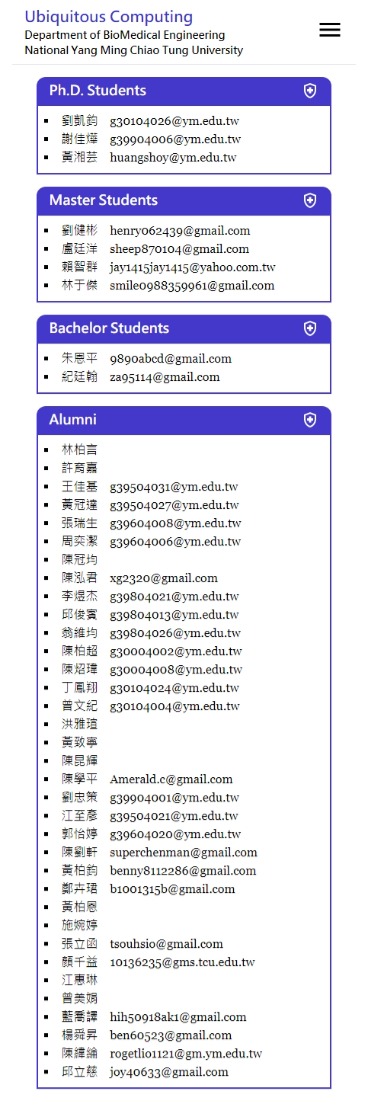 Ubiquitous Computing
Department of BioMedical Engineering
National Yang Ming Chiao Tung University
Ph.D. Students
劉凱鈞 g30104026@ym.edu.tw
謝佳燁 g39904006@ym.edu.tw
黃湘芸 huangshoy@ym.edu.tw
Master Students
劉健彬 henry062439@gmail.com
盧廷洋 sheep870104@gmail.com
賴智群 jay1415jay1415@yahoo.com.tw
林于傑 smile0988359961@gmail.com
Bachelor Students
朱恩平 9890abcd@gmail.com
紀廷翰 za95114@gmail.com
Alumni
林柏言
許育嘉
王佳基 g39504031@ym.edu.tw
黃冠達 g39504027@ym.edu.tw
張瑞生 g39604008@ym.edu.tw
周奕潔 g39604006@ym.edu.tw
陳冠均
陳泓君 xg2320@gmail.com
李煜杰 g39804021@ym.edu.tw
邱俊賓 g39804013@ym.edu.tw
翁維均 g39804026@ym.edu.tw
陳柏超 g30004002@ym.edu.tw
陳炤瑋 g30004008@ym.edu.tw
丁鳳翔 g30104024@ym.edu.tw
曾文紀 g30104004@ym.edu.tw
洪雅瑄
黃致寧
陳昆輝
陳學平 Amerald.c@gmail.com
劉忠策 g39904001@ym.edu.tw
江至彥 g39504021@ym.edu.tw
郭怡婷 g39604020@ym.edu.tw
陳劉軒 superchenman@gmail.com
黃柏鈞 benny8112286@gmail.com
鄭卉珺 b1001315b@gmail.com
黃柏恩
施婉婷
張立函 tsouhsio@gmail.com
顏千益 10136235@gms.tcu.edu.tw
江惠琳
曾美娟
藍喬譯 hih50918ak1@gmail.com
楊舜昇 ben60523@gmail.com
陳緯綸 rogetlio1121@gm.ym.edu.tw
邱立慈 joy40633@gmail.com